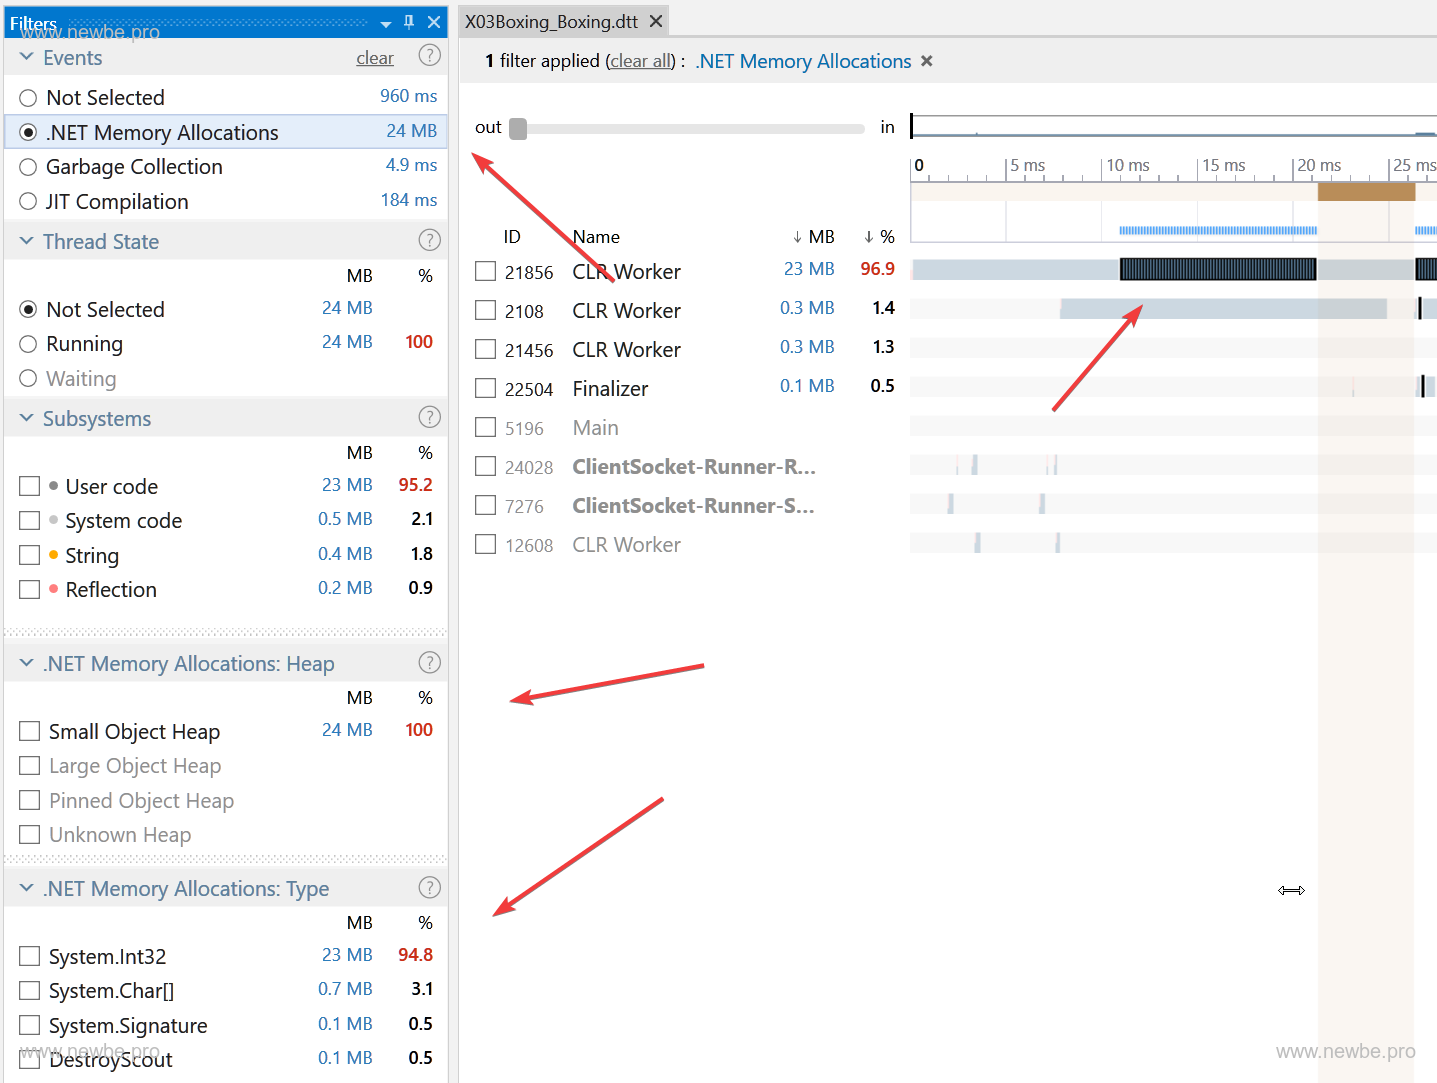 Filters
www.newbe.pro
Events clear ?
Not Selected 960 ms
.NET Memory Allocations 24 MB
Garbage Collection 4.9 ms
JIT Compilation 184 ms
Thread State ?
MB %
Not Selected 24 MB
Running 24 MB 100
Waiting
Subsystems ?
MB %
User code 23 MB 95.2
System code 0.5 MB 2.1
String 0.4 MB 1.8
Reflection 0.2 MB 0.9
.NET Memory Allocations: Heap ?
MB %
Small Object Heap 24 MB 100
Large Object Heap
Pinned Object Heap
Unknown Heap
.NET Memory Allocations: Type ?
MB %
System.Int32 23 MB 94.8
System.Char[] 0.7 MB 3.1
System.Signature 0.1 MB 0.5
www.newbe.pro
DestroyScout 0.1 MB 0.5
X03Boxing_Boxing.dtt
1 filter applied (clear all) : .NET Memory Allocations
out in
0 5 ms 10 ms 15 ms 20 ms 25 ms
ID Name ↓ MB ↓ %
21856 CLR Worker 23 MB 96.9
2108 CLR Worker 0.3 MB 1.4
21456 CLR Worker 0.3 MB 1.3
22504 Finalizer 0.1 MB 0.5
5196 Main
24028 ClientSocket-Runner-R...
7276 ClientSocket-Runner-S...
12608 CLR Worker
www.newbe.pro